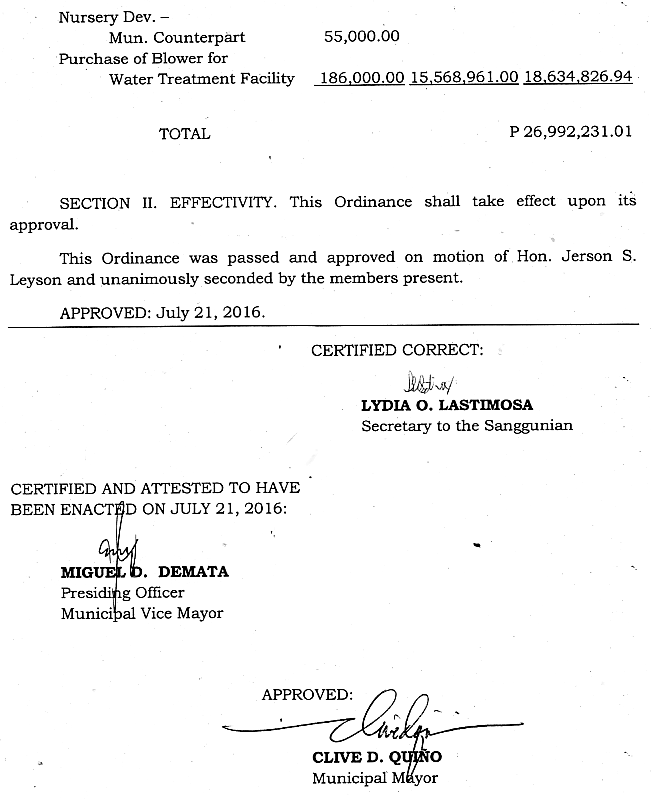 Nursery Dev. –
Mun. Counterpart 55,000.00
Purchase of Blower for
Water Treatment Facility 186,000.00 15,568,961.00 18,634,826.94
TOTAL P 26,992,231.01
SECTION II. EFFECTIVITY. This Ordinance shall take effect upon its
approval.
This Ordinance was passed and approved on motion of Hon. Jerson S.
Leyson and unanimously seconded by the members present.
APPROVED: July 21, 2016.
CERTIFIED CORRECT:
LYDIA O. LASTIMOSA
Secretary to the Sanggunian
CERTIFIED AND ATTESTED TO HAVE
BEEN ENACTED ON JULY 21, 2016:
MIGUEL D. DEMATA
Presiding Officer
Municipal Vice Mayor
APPROVED:
CLIVE D. QUIÑO
Municipal Mayor